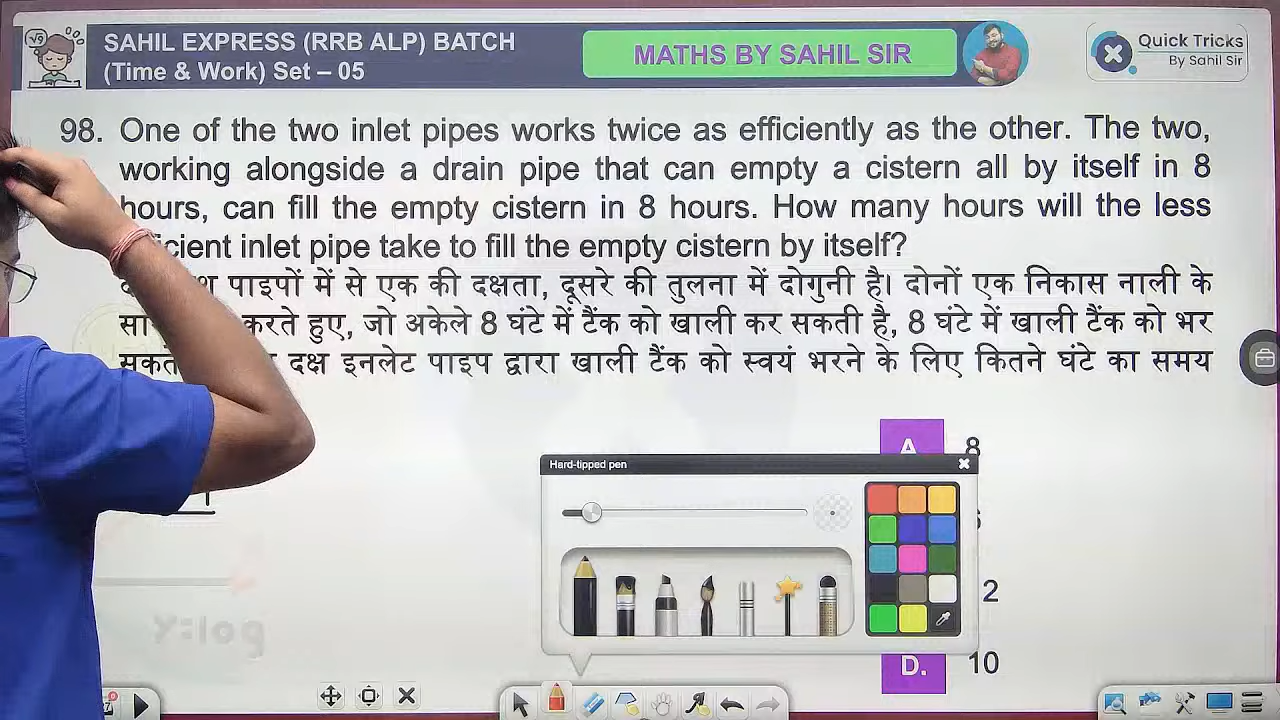 SAHIL EXPRESS (RRB ALP) BATCH
(Time & Work) Set – 05
MATHS BY SAHIL SIR
Quick Tricks
By Sahil Sir
98. One of the two inlet pipes works twice as efficiently as the other. The two,
working alongside a drain pipe that can empty a cistern all by itself in 8
hours, can fill the empty cistern in 8 hours. How many hours will the less
icient inlet pipe take to fill the empty cistern by itself?
पाइपों में से एक की दक्षता, दूसरे की तुलना में दोगुनी है। दोनों एक निकास नाली के
करते हुए, जो अकेले 8 घंटे में टैंक को खाली कर सकती है, 8 घंटे में खाली टैंक को भर
सकत दक्ष इनलेट पाइप द्वारा खाली टैंक को स्वयं भरने के लिए कितने घंटे का समय
A. 8
Hard-tipped pen
2
D. 10